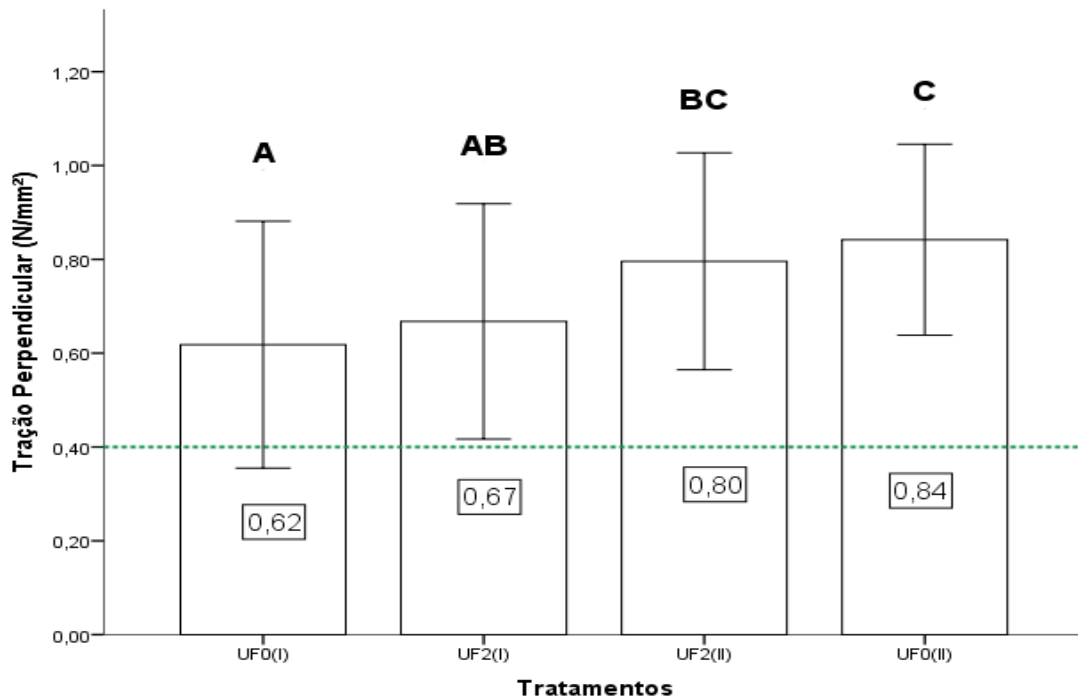 Tração Perpendicular (N/mm²)
1,20
1,00
0,80
0,60
0,40
0,20
0,00
A
AB
BC
C
0,62
0,67
0,80
0,84
UF0(I)
UF2(I)
UF2(II)
UF0(II)
Tratamentos